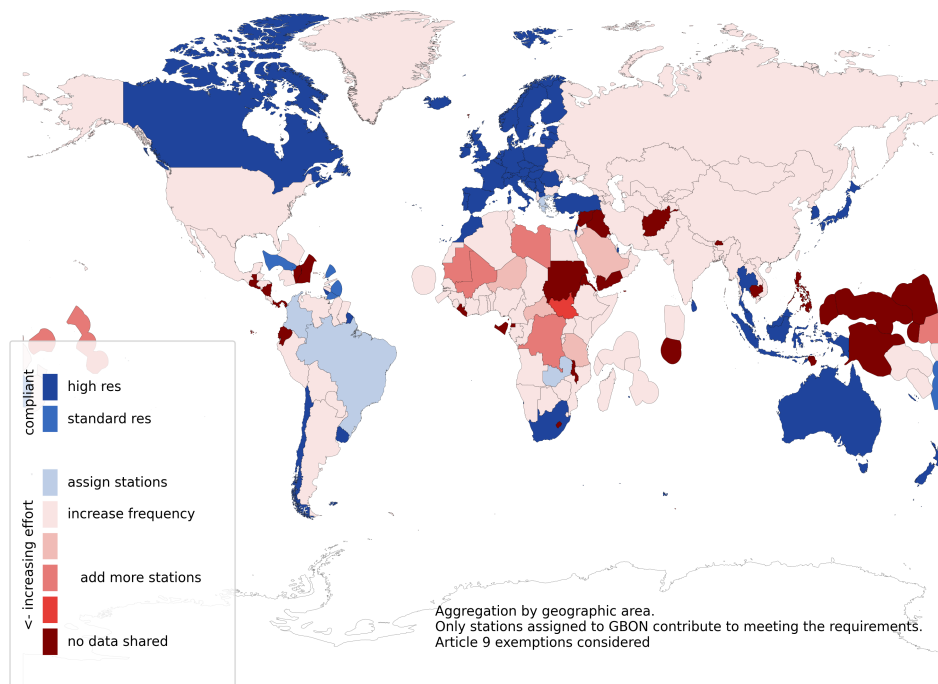 compliant
high res
standard res
assign stations
increase frequency
<- increasing effort
add more stations
no data shared
Aggregation by geographic area.
Only stations assigned to GBON contribute to meeting the requirements.
Article 9 exemptions considered